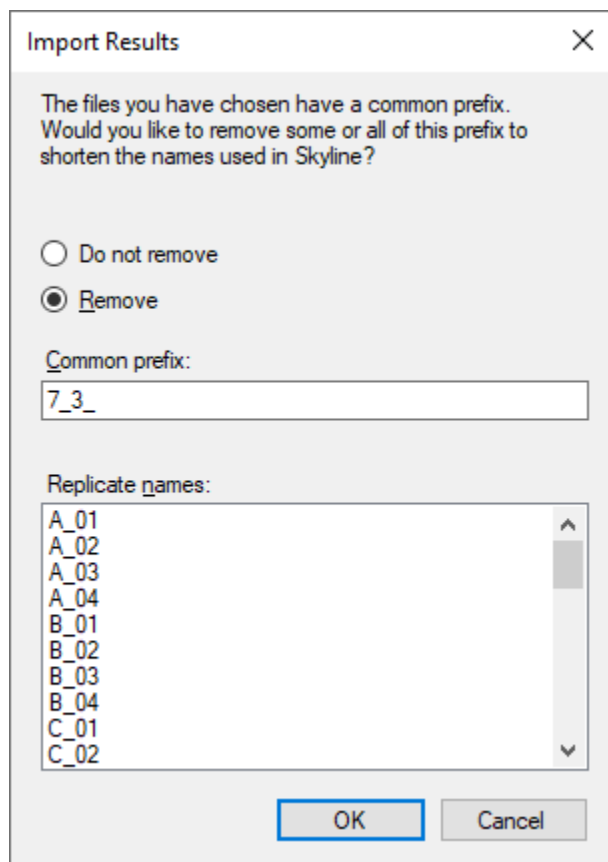 Import Results
The files you have chosen have a common prefix.
Would you like to remove some or all of this prefix to
shorten the names used in Skyline?
Do not remove
Remove
Common prefix:
7_3_
Replicate names:
A_01
A_02
A_03
A_04
B_01
B_02
B_03
B_04
C_01
C_02
OK Cancel